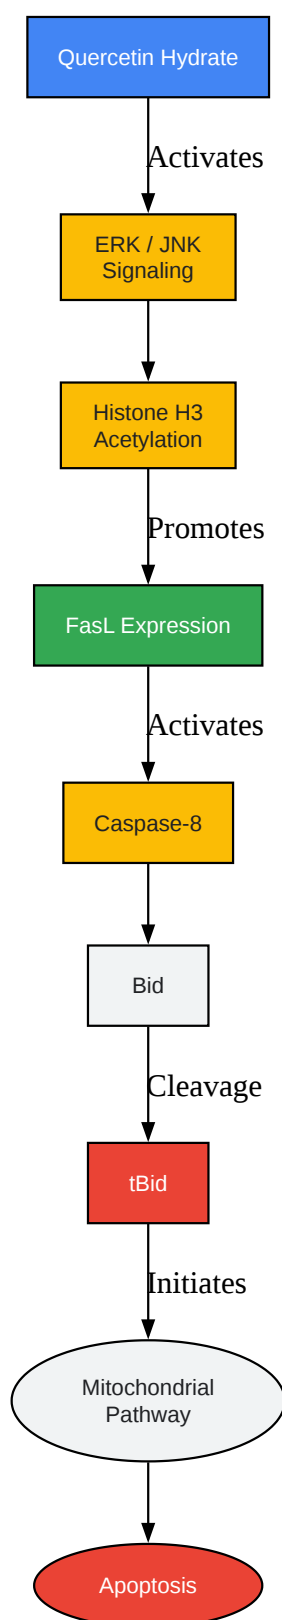 Quercetin Hydrate
Activates
ERK / JNK
Signaling
Histone H3
Acetylation
Promotes
FasL Expression
Activates
Caspase-8
Bid
Cleavage
tBid
Initiates
Mitochondrial
Pathway
Apoptosis